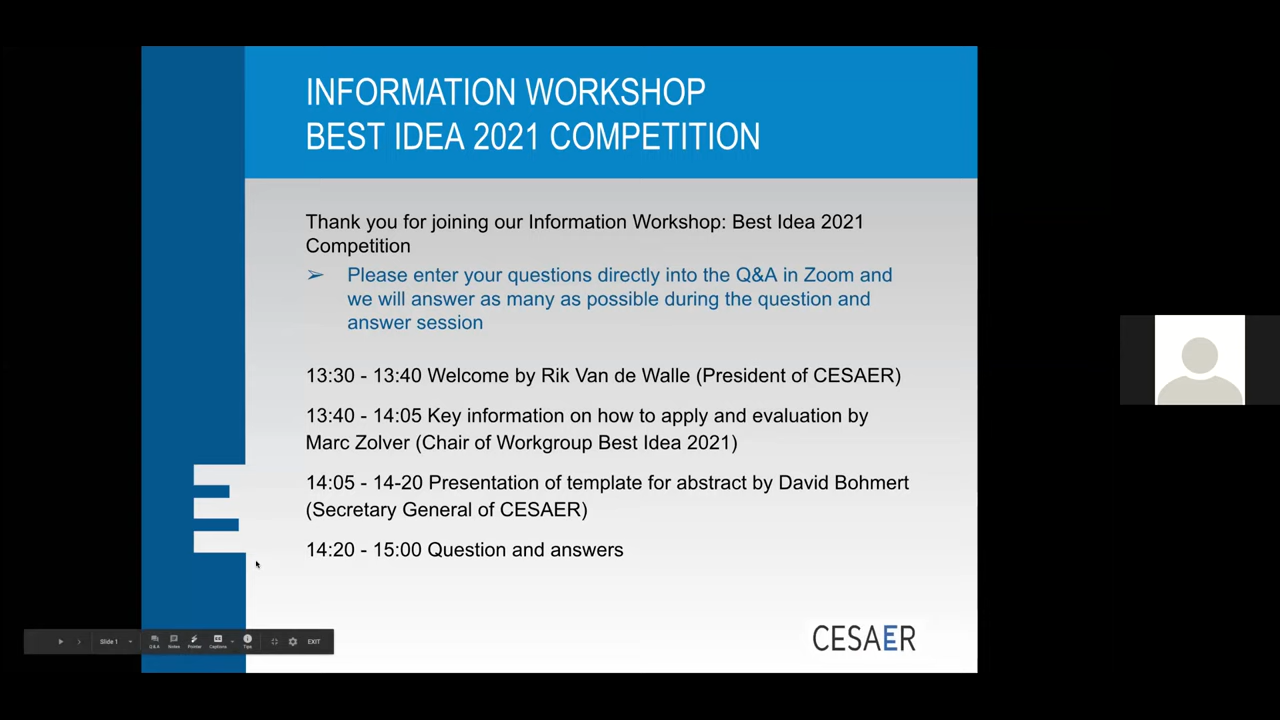 INFORMATION WORKSHOP
BEST IDEA 2021 COMPETITION
Thank you for joining our Information Workshop: Best Idea 2021
Competition
➢ Please enter your questions directly into the Q&A in Zoom and
we will answer as many as possible during the question and
answer session
13:30 - 13:40 Welcome by Rik Van de Walle (President of CESAER)
13:40 - 14:05 Key information on how to apply and evaluation by
Marc Zolver (Chair of Workgroup Best Idea 2021)
14:05 - 14-20 Presentation of template for abstract by David Bohmert
(Secretary General of CESAER)
14:20 - 15:00 Question and answers
CESAER
Slide 1
Q&A Notes Pointer Captions Tips EXIT